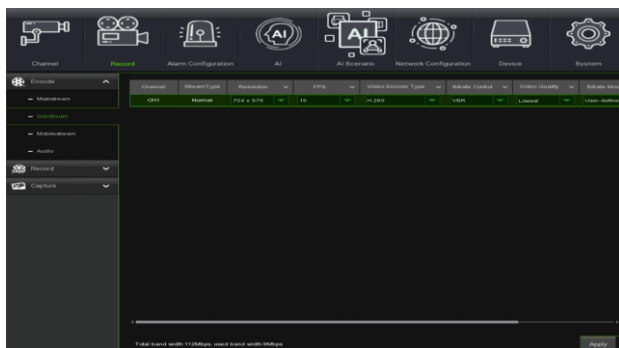 Channel Record Alarm Configuration AI AI Scenario Network Configuration Device System
Encode
Mainstream
Substream
Mobilestream
Audio
Record
Capture
Channel StreamType Resolution FPS Video Encode Type Bitrate Control Video Quality Bitrate Mod
CH1 Normal 704 x 576 15 H.265 VBR Lowest User-define
Total band width:112Mbps, used band width:9Mbps
Apply